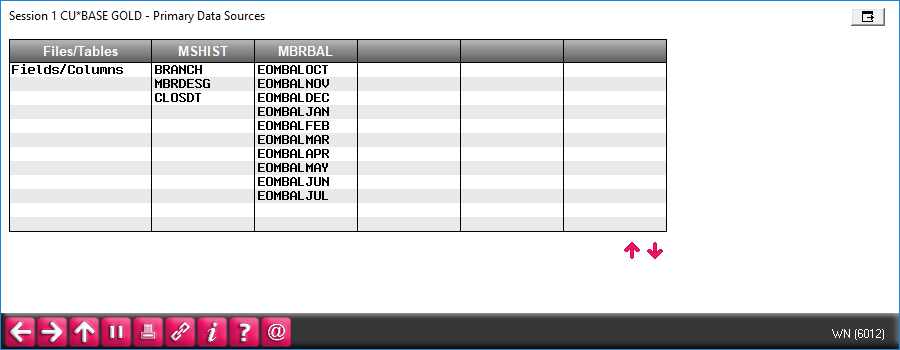 Session 1 CU*BASE GOLD - Primary Data Sources
Files/Tables MSHIST MBRBAL
Fields/Columns BRANCH EOMBALOCT
MBRDESG EOMBALNOV
CLOSDT EOMBALDEC
EOMBALJAN
EOMBALFEB
EOMBALMAR
EOMBALAPR
EOMBALMAY
EOMBALJUN
EOMBALJUL
i ? @ WN (6012)